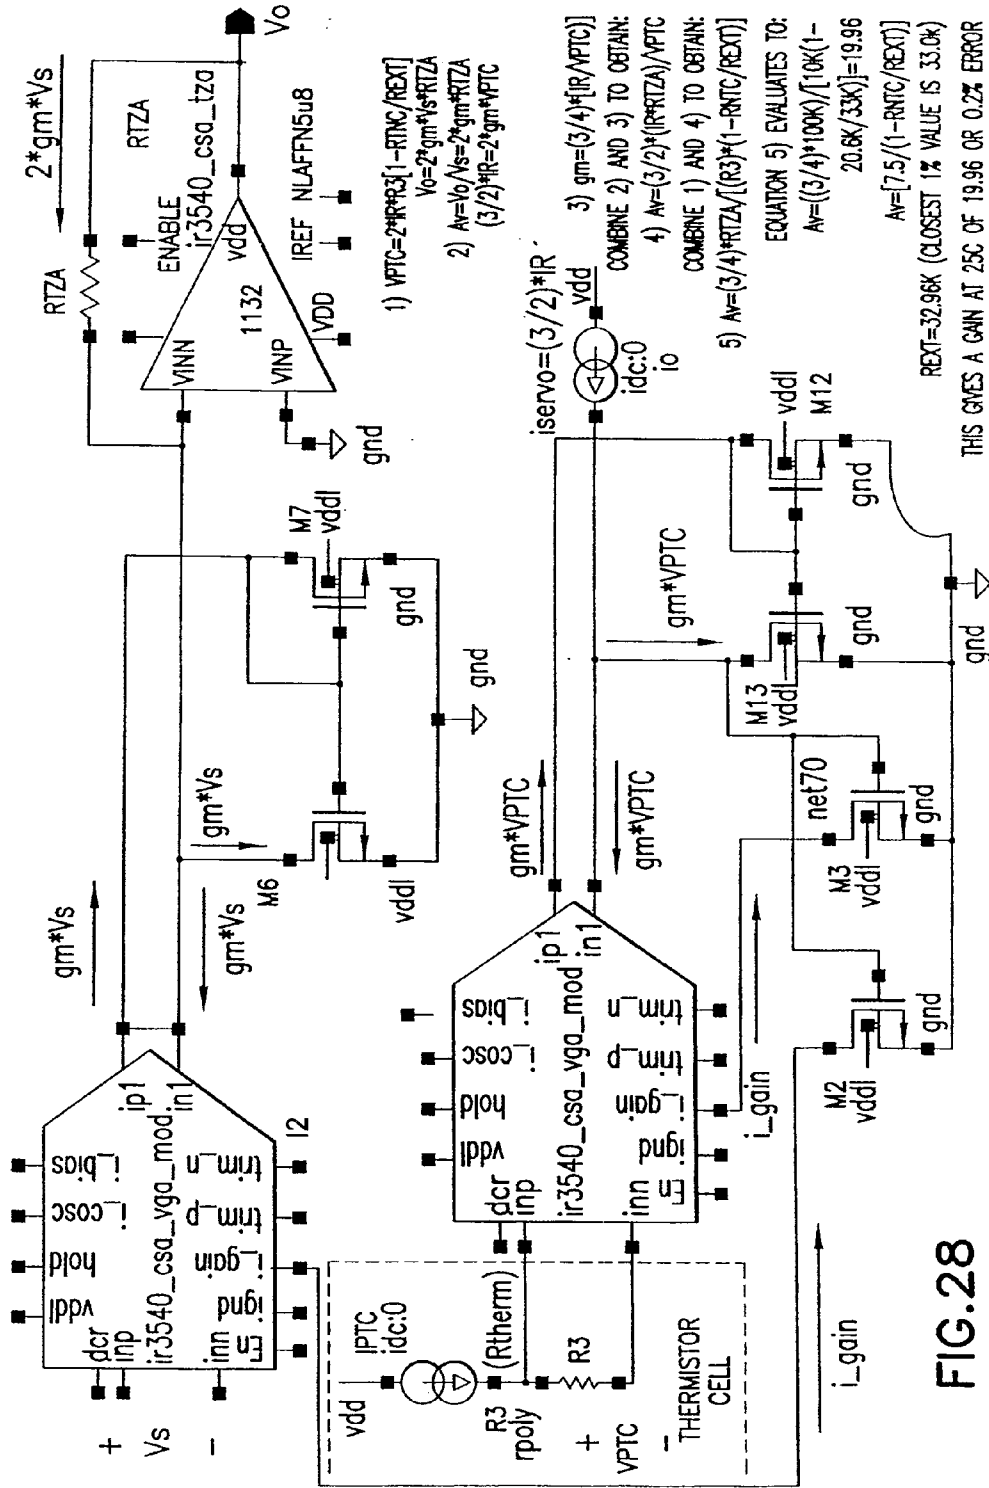 2*gm*Vs
RTZA
RTZA
ENABLE
ir3540_csa_tza
vdd
VINN
1132
VINP
IREF
NLAFFN5u8
VDD
gnd
Vo
ip1
in1
i_bias
i_cosc
hold
vddl
dcr
inp
ir3540_csa_vga_mod
inn
En
ignd
i_gain
trim_p
trim_n
I2
+
Vs
-
gm*Vs
gm*Vs
gm*Vs
M6
vddl
M7
vddl
gnd
gnd
1) VPTC=2*IR*R3[1-RTNC/REXT]
Vo=2*gm*Vs*RTZA
2) Av=Vo/Vs=2*gm*RTZA
(3/2)*IR=2*gm*VPTC
3) gm=(3/4)*[IR/VPTC)]
COMBINE 2) AND 3) TO OBTAIN:
4) Av=(3/2)*(IR*RTZA)/VPTC
COMBINE 1) AND 4) TO OBTAIN:
5) Av=(3/4)*RTZA/[(R3)*(1-RNTC/REXT)]
EQUATION 5) EVALUATES TO:
Av=((3/4)*100K)/[10K(1-
20.6K/33K)]=19.96
Av=[7.5/(1-RNTC/REXT)]
REXT=32.96K (CLOSEST 1% VALUE IS 33.0k)
THIS GIVES A GAIN AT 25C OF 19.96 OR 0.2% ERROR
iservo=(3/2)*IR
vdd
idc:0
io
IPTC
idc:0
vdd
(Rtherm)
R3
rpoly
R3
+
VPTC
-
THERMISTOR
CELL
ip1
in1
i_bias
i_cosc
hold
vddl
dcr
inp
ir3540_csa_vga_mod
inn
En
ignd
i_gain
trim_p
trim_n
gm*VPTC
gm*VPTC
gm*VPTC
i_gain
i_gain
M2
vddl
gnd
M3
vddl
gnd
net70
M13
vddl
gnd
vddl
M12
gnd
gnd
FIG.28